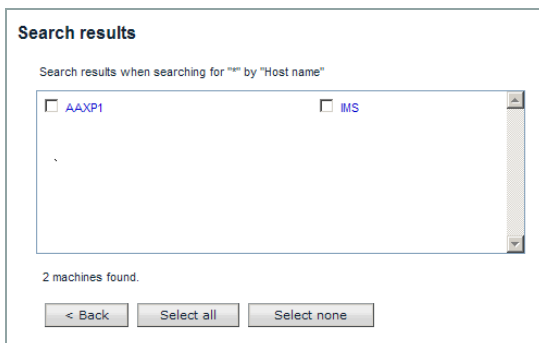 Search results
Search results when searching for "*" by "Host name"
AAXP1 IMS
`
2 machines found.
< Back Select all Select none